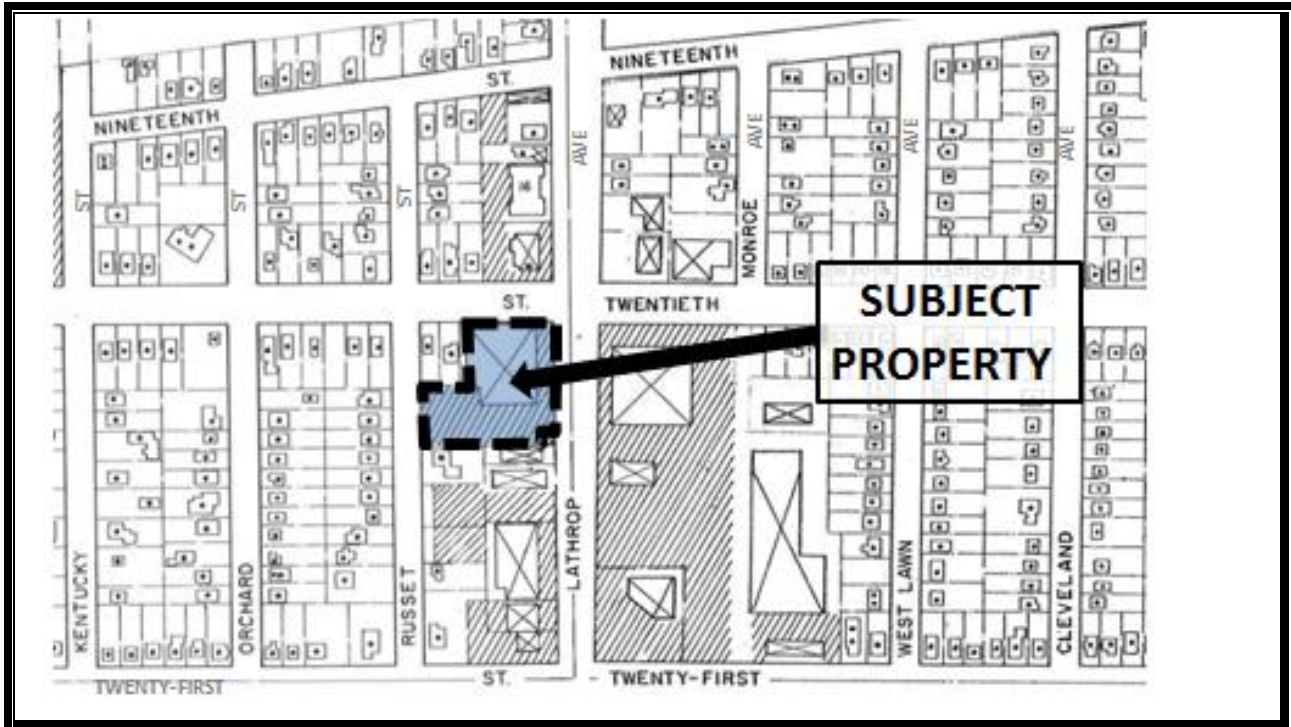 NINETEENTH
ST.
NINETEENTH
ST
ST
ST
AVE
AVE
AVE
AVE
MONROE
ST.
TWENTIETH
SUBJECT
PROPERTY
KENTUCKY
ORCHARD
RUSSET
LATHROP
WEST LAWN
CLEVELAND
TWENTY-FIRST
ST.
TWENTY-FIRST